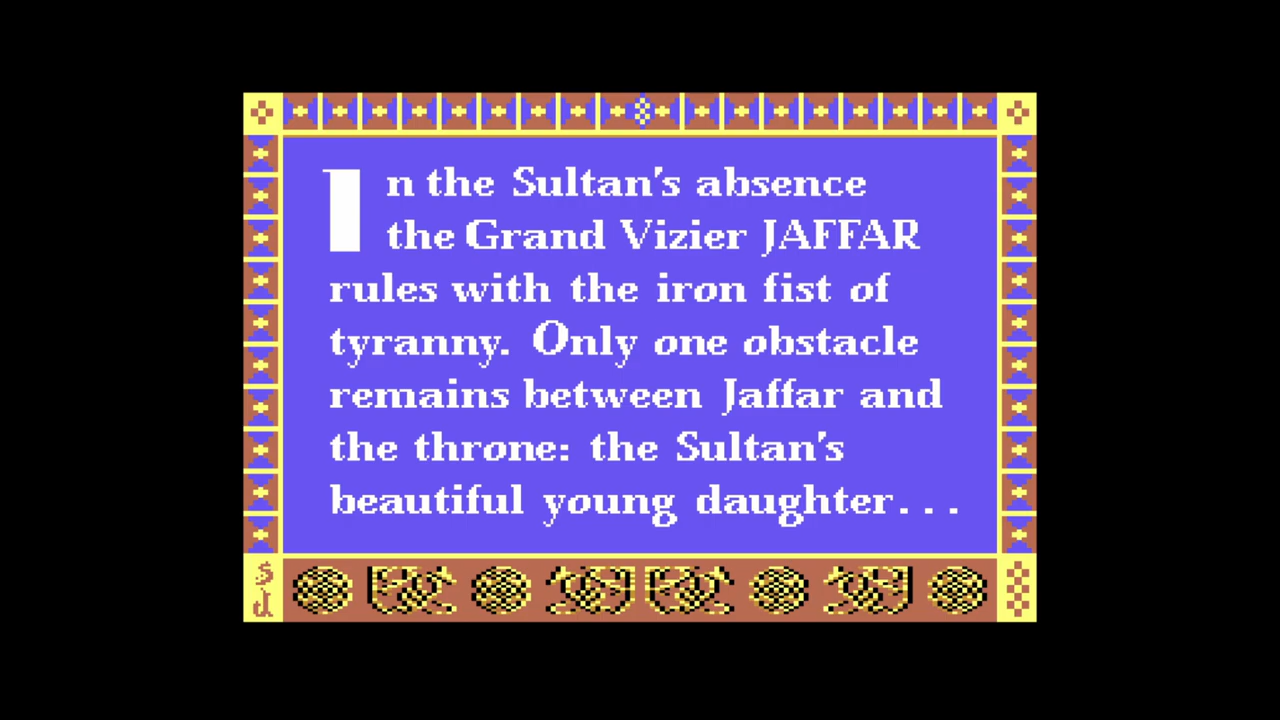 In the Sultan's absence
the Grand Vizier JAFFAR
rules with the iron fist of
tyranny. Only one obstacle
remains between Jaffar and
the throne: the Sultan's
beautiful young daughter...
s
d